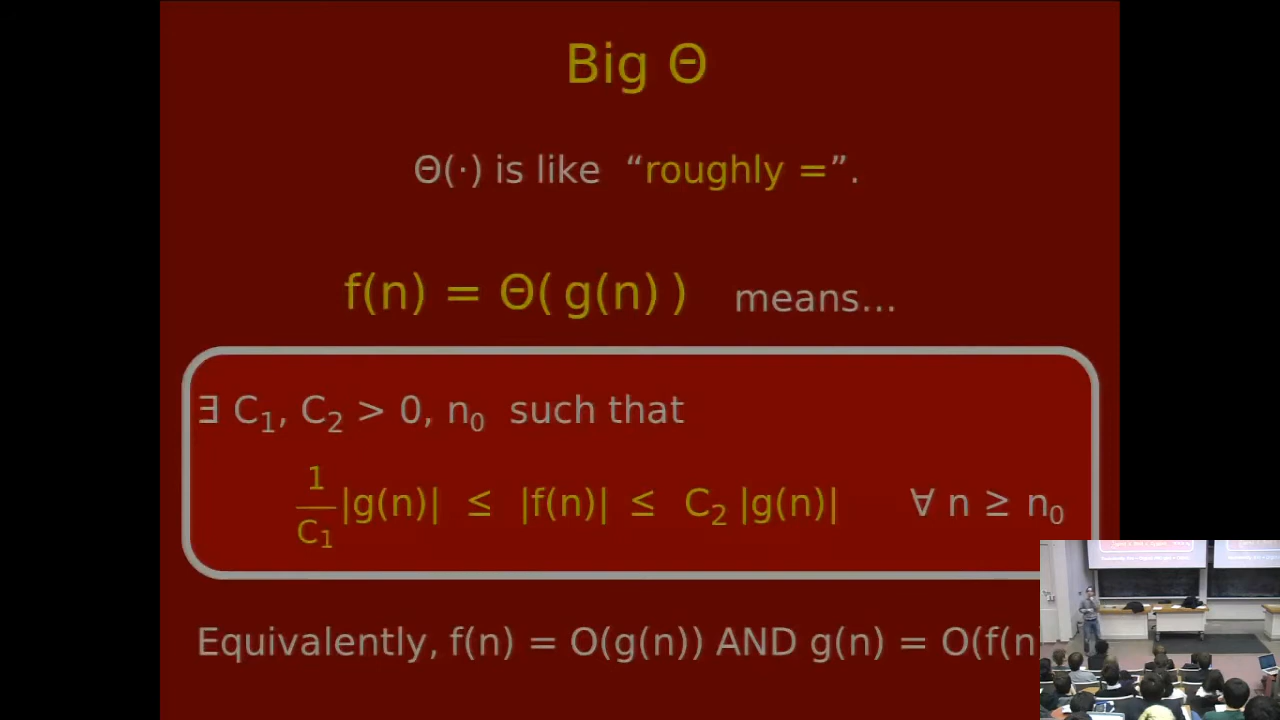 Big Θ
Θ(·) is like “roughly =”.
f(n) = Θ( g(n) ) means...
∃ C₁, C₂ > 0, n₀ such that
1/C₁ |g(n)| ≤ |f(n)| ≤ C₂ |g(n)| ∀ n ≥ n₀
Equivalently, f(n) = O(g(n)) AND g(n) = O(f(n